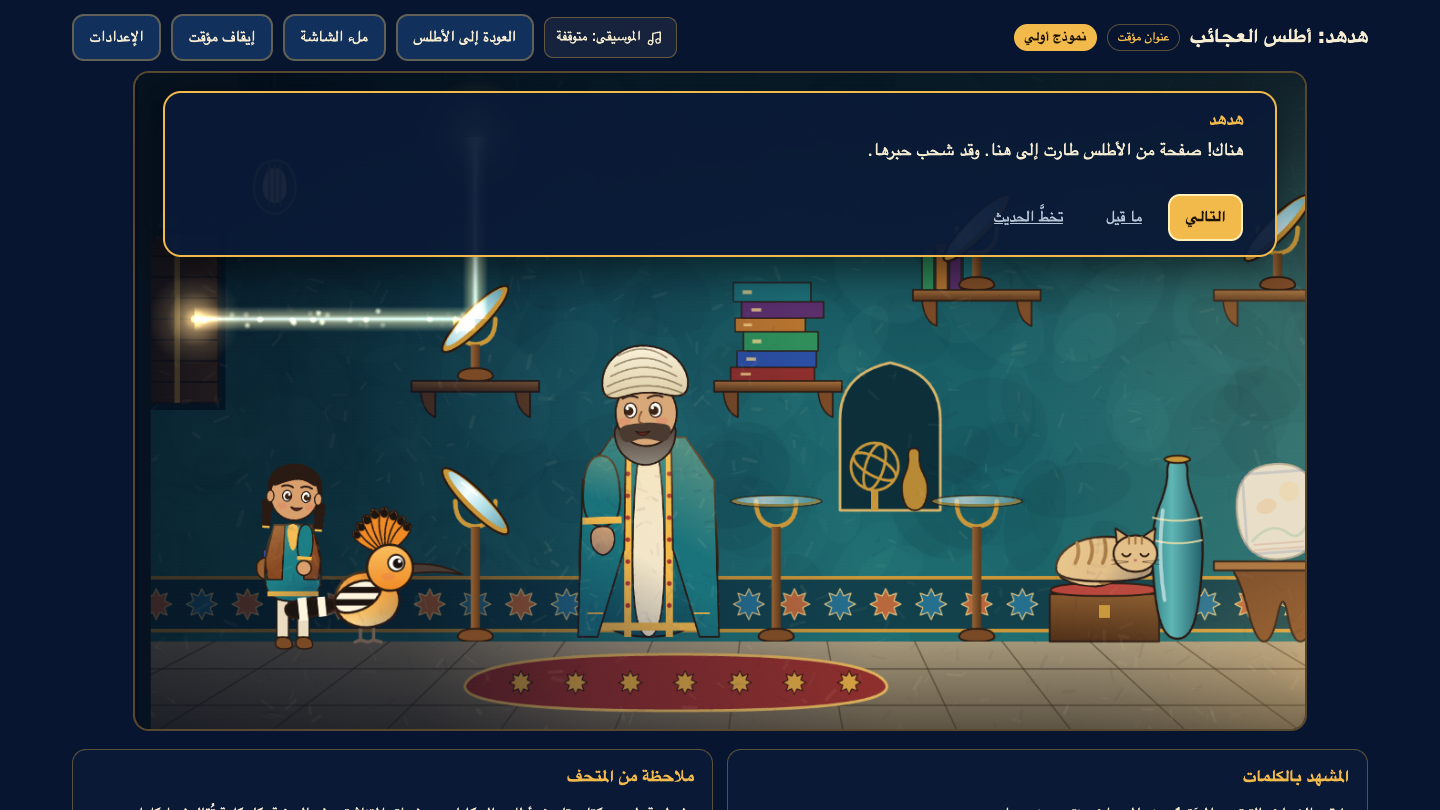 هدهد: أطلس العجائب
عنوان مؤقت
نموذج أولي
الموسيقى: متوقفة
العودة إلى الأطلس
ملء الشاشة
إيقاف مؤقت
الإعدادات
هدهد
هناك! صفحة من الأطلس طارت إلى هنا. وقد شحب حبرها.
التالي
ما قيل
تخطَّ الحديث
المشهد بالكلمات
ملاحظة من المتحف